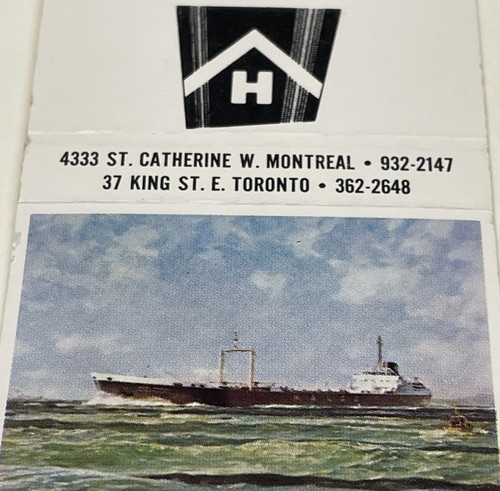 H
4333 ST. CATHERINE W. MONTREAL • 932-2147
37 KING ST. E. TORONTO • 362-2648